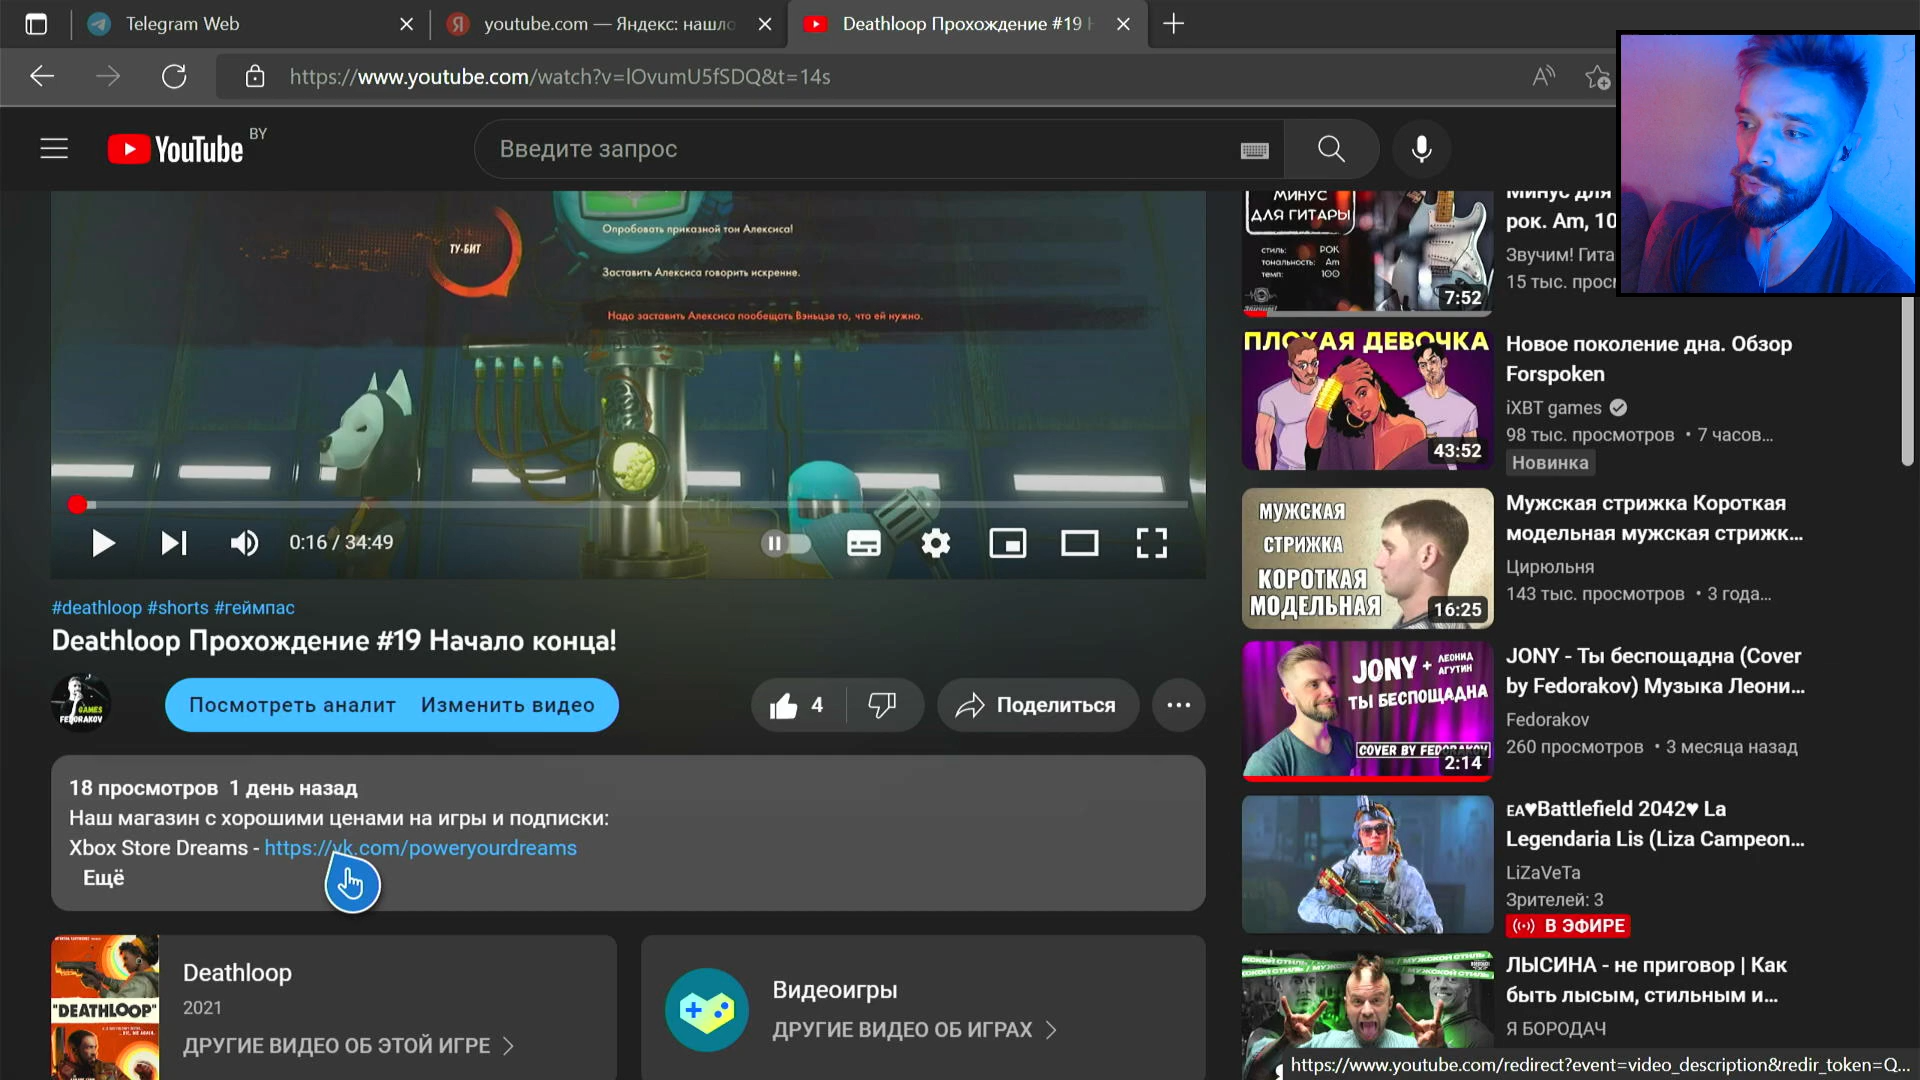 Telegram Web
youtube.com — Яндекс: нашло
Deathloop Прохождение #19
https://www.youtube.com/watch?v=lOvumU5fSDQ&t=14s
YouTube BY
Введите запрос
ТУ-БИТ
Опробовать приказной тон Алексиса!
Заставить Алексиса говорить искренне.
Надо заставить Алексиса пообещать Вэньцзе то, что ей нужно.
0:16 / 34:49
#deathloop #shorts #геймпас
Deathloop Прохождение #19 Начало конца!
GAMES
FEDORAKOV
Посмотреть аналит
Изменить видео
4
Поделиться
18 просмотров 1 день назад
Наш магазин с хорошими ценами на игры и подписки:
Xbox Store Dreams - https://vk.com/poweryourdreams
Ещё
"DEATHLOOP"
Deathloop
2021
ДРУГИЕ ВИДЕО ОБ ЭТОЙ ИГРЕ
Видеоигры
ДРУГИЕ ВИДЕО ОБ ИГРАХ
МИНУС
ДЛЯ ГИТАРЫ
СТИЛЬ: РОК
ТОНАЛЬНОСТЬ: Am
ТЕМП: 100
7:52
Минус для
рок. Am, 10
Звучим! Гита
15 тыс. прос
ПЛОХАЯ ДЕВОЧКА
43:52
Новое поколение дна. Обзор
Forspoken
iXBT games
98 тыс. просмотров • 7 часов...
Новинка
МУЖСКАЯ
СТРИЖКА
КОРОТКАЯ
МОДЕЛЬНАЯ
16:25
Мужская стрижка Короткая
модельная мужская стрижк...
Цирюльня
143 тыс. просмотров • 3 года...
JONY + ЛЕОНИД
АГУТИН
ТЫ БЕСПОЩАДНА
COVER BY FEDORAKOV
2:14
JONY - Ты беспощадна (Cover
by Fedorakov) Музыка Леони...
Fedorakov
260 просмотров • 3 месяца назад
ᴇᴀ♥Battlefield 2042♥ La
Legendaria Lis (Liza Campeon...
LiZaVeTa
Зрителей: 3
В ЭФИРЕ
ЛЫСИНА - не приговор | Как
быть лысым, стильным и...
Я БОРОДАЧ
https://www.youtube.com/redirect?event=video_description&redir_token=Q...